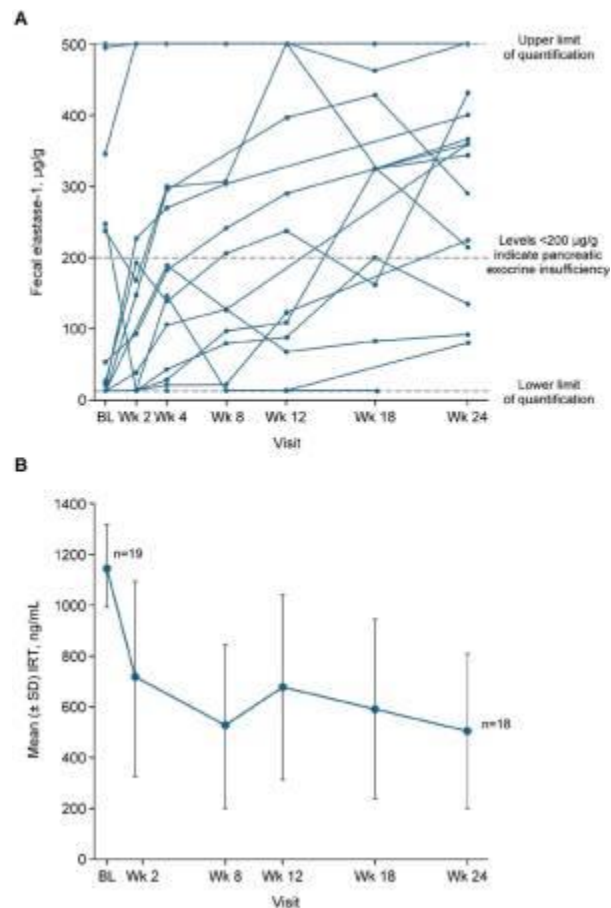 A
500
400
300
200
100
0
Fecal elastase-1, µg/g
Upper limit
of quantification
Levels <200 µg/g
indicate pancreatic
exocrine insufficiency
Lower limit
of quantification
BL Wk 2 Wk 4 Wk 8 Wk 12 Wk 18 Wk 24
Visit
B
1400
1200
1000
800
600
400
200
0
Mean (± SD) IRT, ng/mL
n=19
n=18
BL Wk 2 Wk 8 Wk 12 Wk 18 Wk 24
Visit